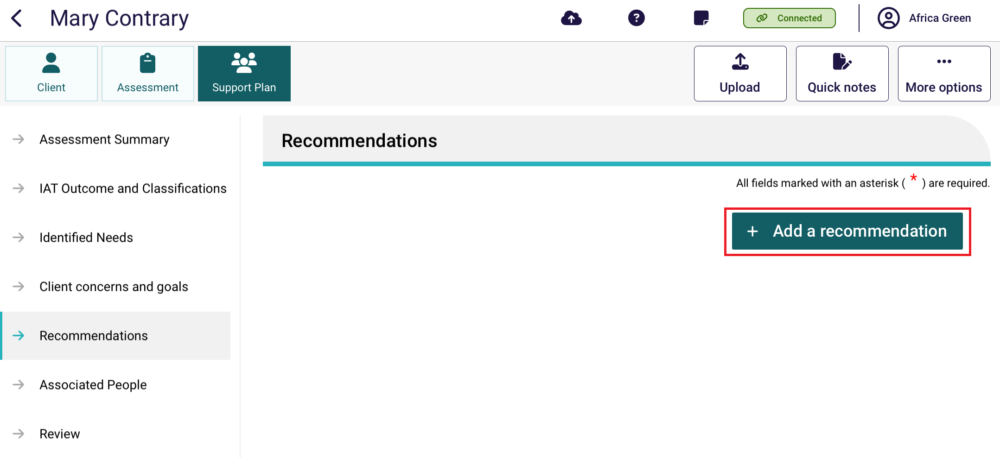 Mary Contrary
?
Connected
Africa Green
Client
Assessment
Support Plan
Upload
Quick notes
More options
Assessment Summary
IAT Outcome and Classifications
Identified Needs
Client concerns and goals
Recommendations
Associated People
Review
Recommendations
All fields marked with an asterisk ( * ) are required.
+ Add a recommendation